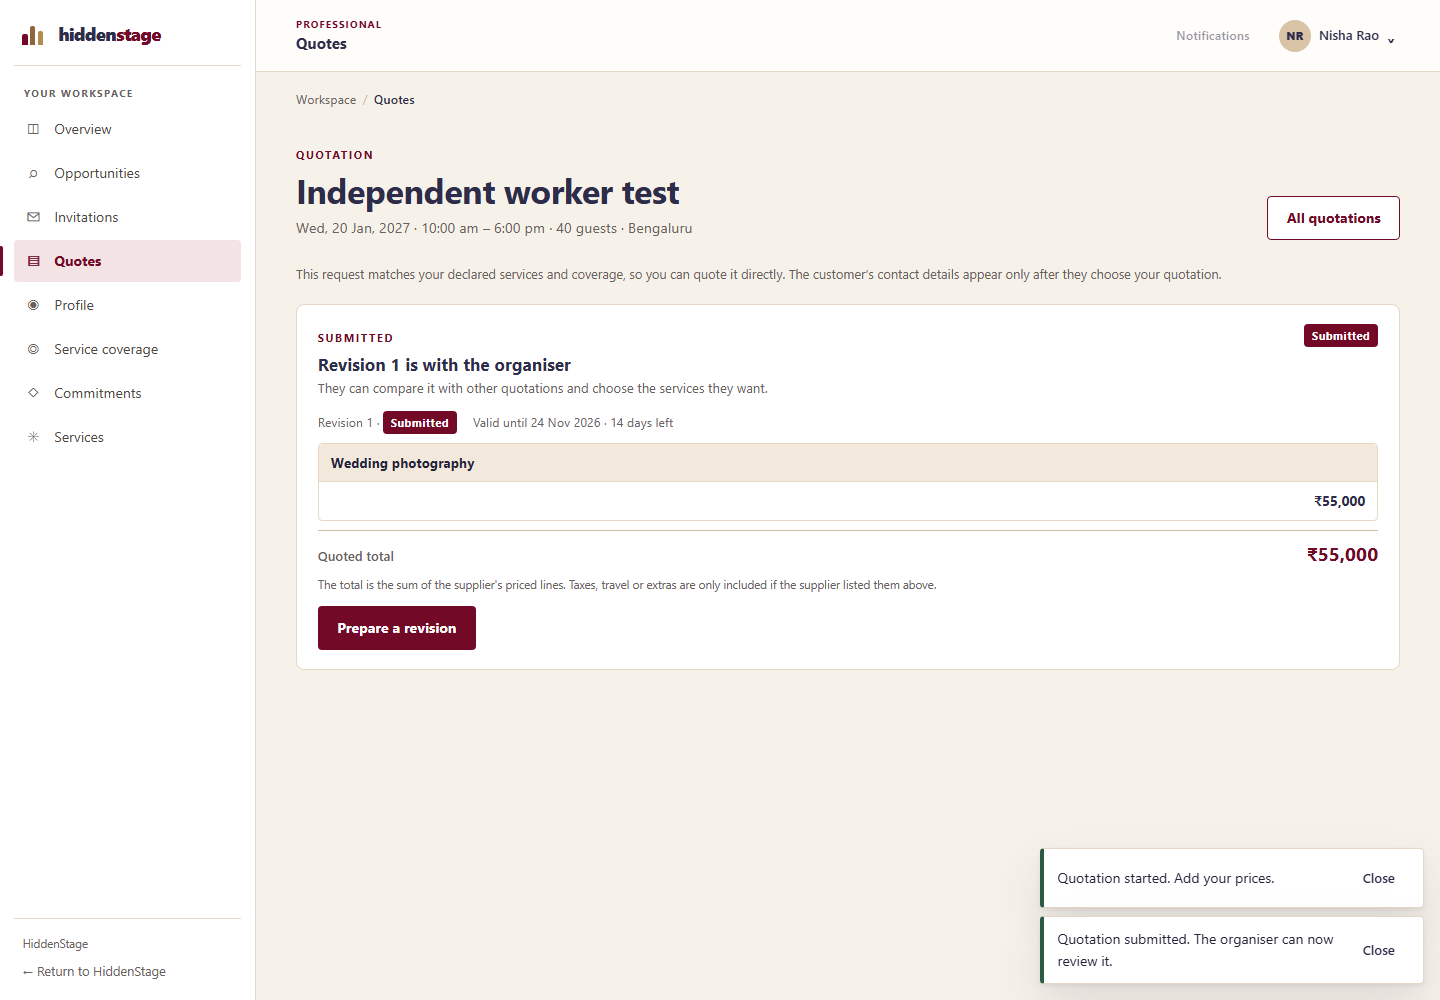 hiddenstage
YOUR WORKSPACE
Overview
Opportunities
Invitations
Quotes
Profile
Service coverage
Commitments
Services
HiddenStage
← Return to HiddenStage
PROFESSIONAL
Quotes
Notifications
NR
Nisha Rao
Workspace / Quotes
QUOTATION
Independent worker test
Wed, 20 Jan, 2027 · 10:00 am – 6:00 pm · 40 guests · Bengaluru
All quotations
This request matches your declared services and coverage, so you can quote it directly. The customer’s contact details appear only after they choose your quotation.
SUBMITTED
Submitted
Revision 1 is with the organiser
They can compare it with other quotations and choose the services they want.
Revision 1 · Submitted Valid until 24 Nov 2026 · 14 days left
Wedding photography
₹55,000
Quoted total ₹55,000
The total is the sum of the supplier's priced lines. Taxes, travel or extras are only included if the supplier listed them above.
Prepare a revision
Quotation started. Add your prices.
Close
Quotation submitted. The organiser can now
review it.
Close